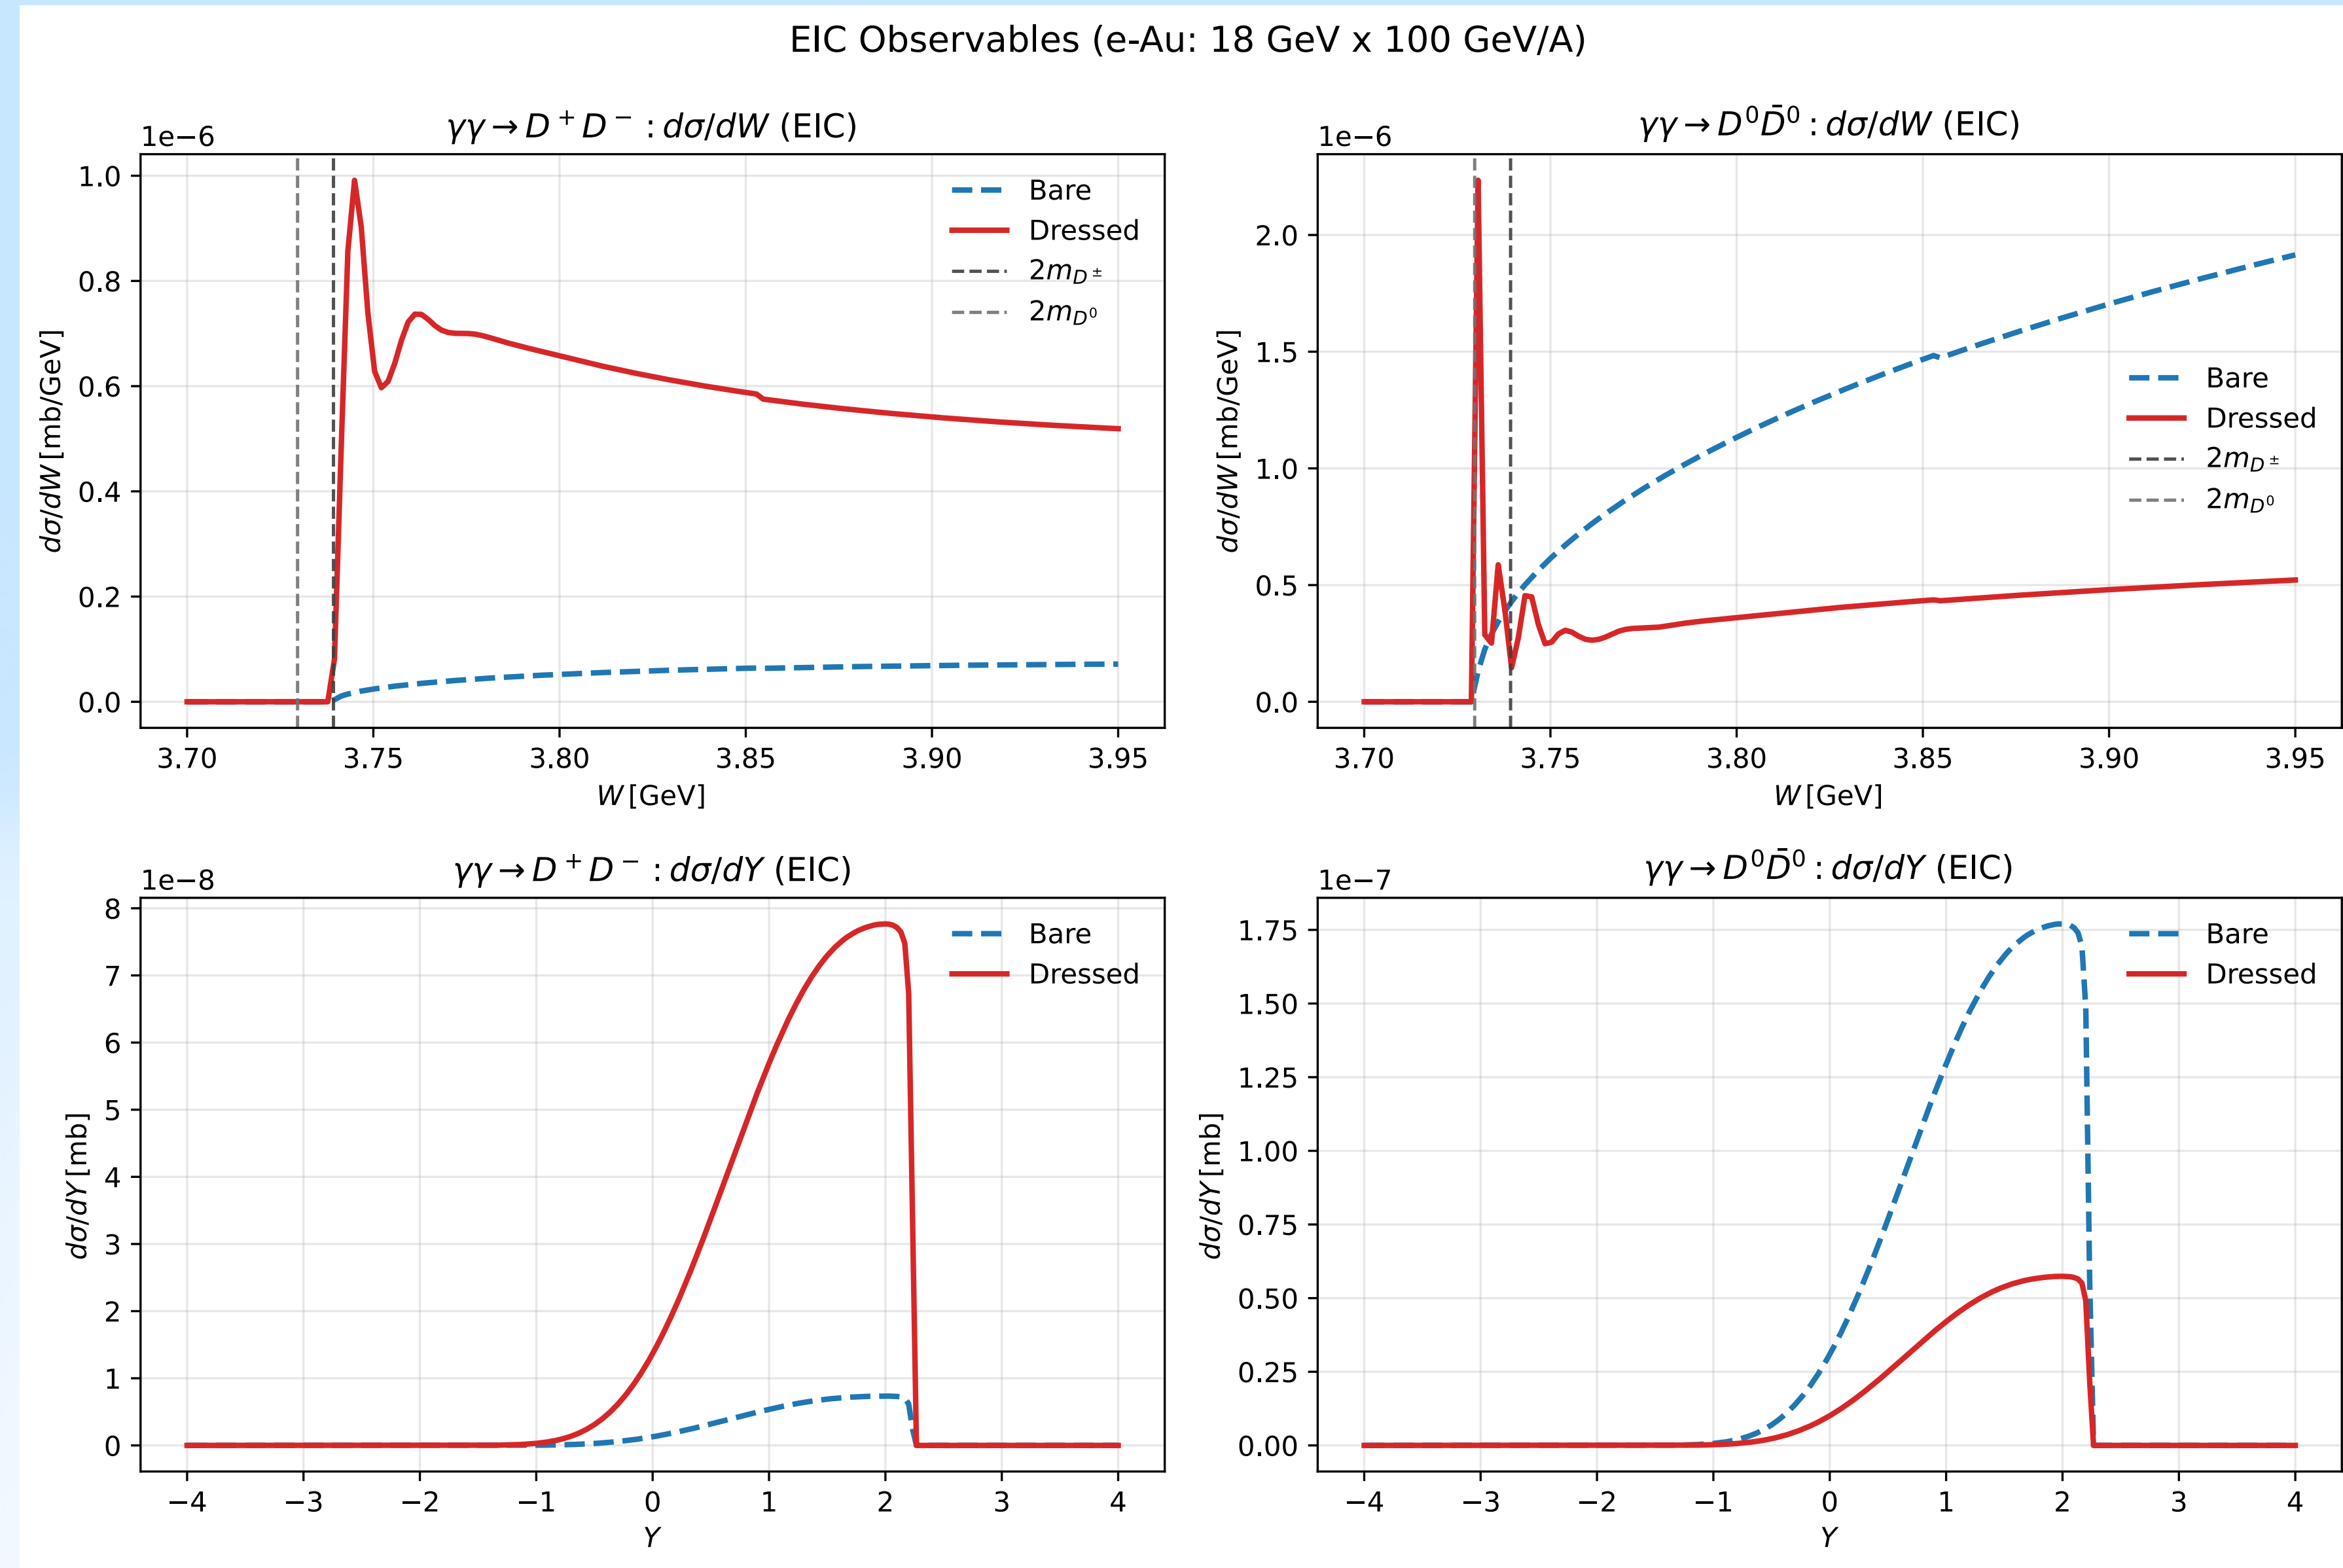 EIC Observables (e-Au: 18 GeV x 100 GeV/A)
γγ → D⁺D⁻ : dσ/dW (EIC)
1e−6
1.0
0.8
0.6
0.4
0.2
0.0
dσ/dW [mb/GeV]
Bare
Dressed
2m_{D^±}
2m_{D^0}
3.70 3.75 3.80 3.85 3.90 3.95
W [GeV]
γγ → D⁰D̄⁰ : dσ/dW (EIC)
1e−6
2.0
1.5
1.0
0.5
0.0
dσ/dW [mb/GeV]
Bare
Dressed
2m_{D^±}
2m_{D^0}
3.70 3.75 3.80 3.85 3.90 3.95
W [GeV]
γγ → D⁺D⁻ : dσ/dY (EIC)
1e−8
8
7
6
5
4
3
2
1
0
dσ/dY [mb]
Bare
Dressed
−4 −3 −2 −1 0 1 2 3 4
Y
γγ → D⁰D̄⁰ : dσ/dY (EIC)
1e−7
1.75
1.50
1.25
1.00
0.75
0.50
0.25
0.00
dσ/dY [mb]
Bare
Dressed
−4 −3 −2 −1 0 1 2 3 4
Y